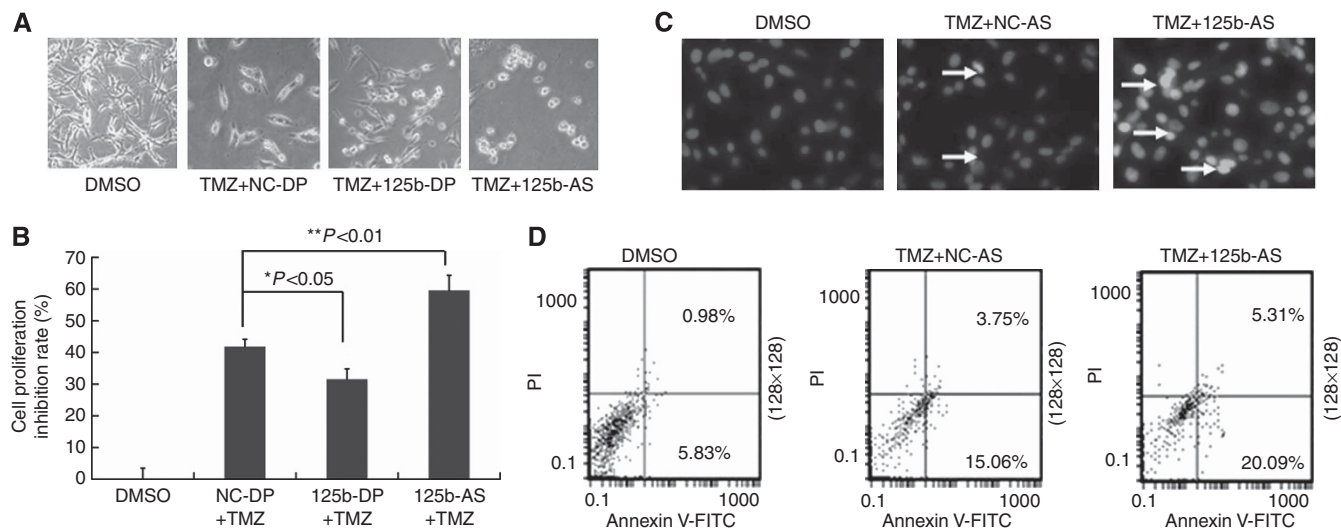 A
DMSO
TMZ+NC-DP
TMZ+125b-DP
TMZ+125b-AS
B
Cell proliferation
inhibition rate (%)
70
60
50
40
30
20
10
0
**P<0.01
*P<0.05
DMSO
NC-DP
+TMZ
125b-DP
+TMZ
125b-AS
+TMZ
C
DMSO
TMZ+NC-AS
TMZ+125b-AS
D
DMSO
1000
PI
0.1
0.98%
5.83%
(128×128)
0.1
1000
Annexin V-FITC
TMZ+NC-AS
1000
PI
0.1
3.75%
15.06%
(128×128)
0.1
1000
Annexin V-FITC
TMZ+125b-AS
1000
PI
0.1
5.31%
20.09%
(128×128)
0.1
1000
Annexin V-FITC